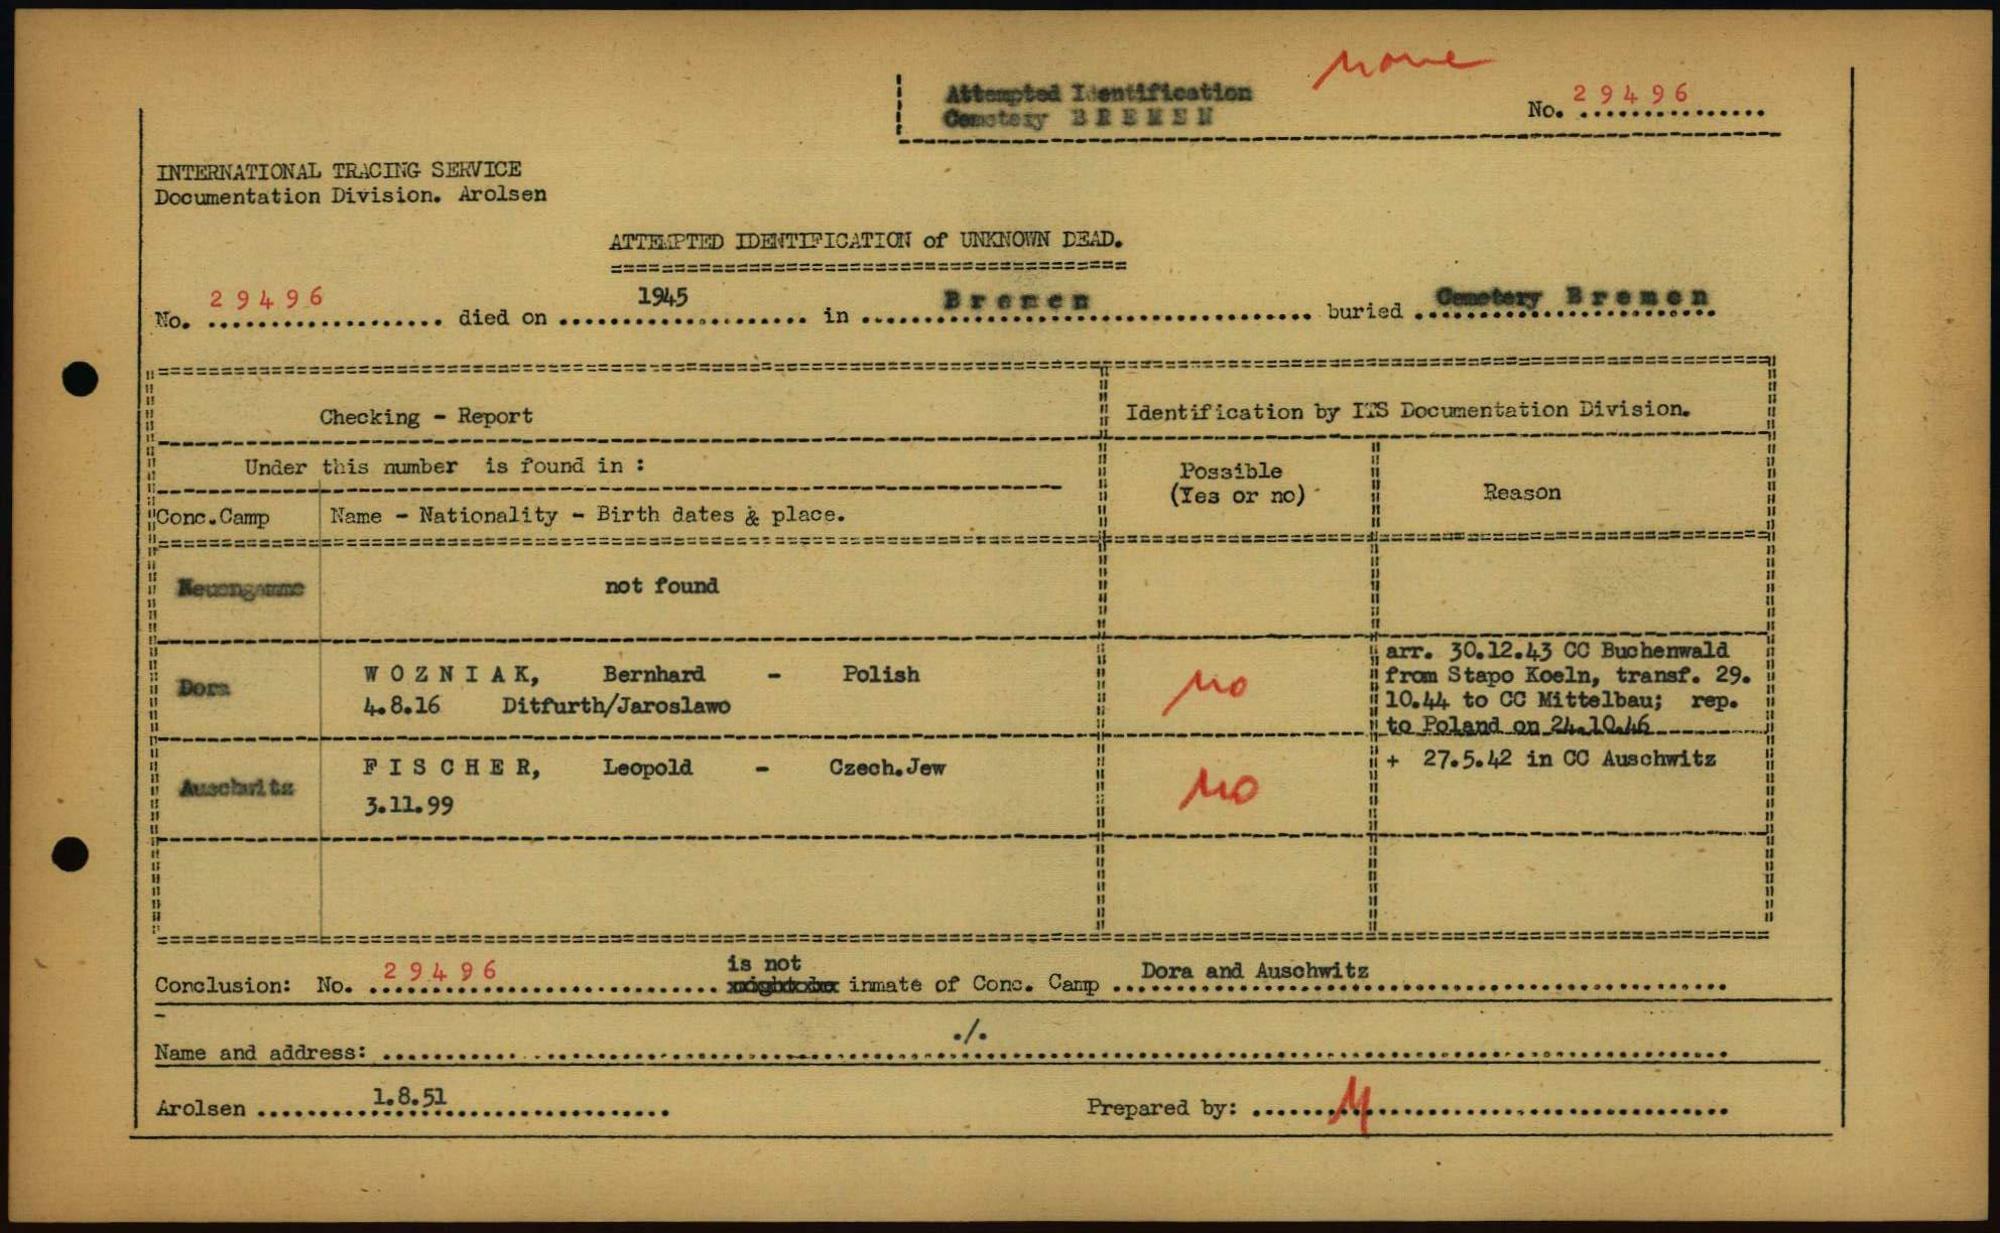 none
Attempted Identification
Cemetery B R E M E N
No. 29496
INTERNATIONAL TRACING SERVICE
Documentation Division. Arolsen
ATTEMPTED IDENTIFICATION of UNKNOWN DEAD.
No. 29496 died on 1945 in B r e m e n buried Cemetery B r e m e n
Checking - Report
Identification by ITS Documentation Division.
Under this number is found in :
Possible
(Yes or no)
Reason
Conc.Camp Name - Nationality - Birth dates & place.
Neuengamme not found
Dora W O Z N I A K, Bernhard - Polish
4.8.16 Ditfurth/Jaroslawo
no
arr. 30.12.43 CC Buchenwald
from Stapo Koeln, transf. 29.
10.44 to CC Mittelbau; rep.
to Poland on 24.10.46
Auschwitz F I S C H E R, Leopold - Czech.Jew
3.11.99
no
+ 27.5.42 in CC Auschwitz
Conclusion: No. 29496 is not inmate of Conc. Camp Dora and Auschwitz
Name and address: ./.
Arolsen 1.8.51 Prepared by: